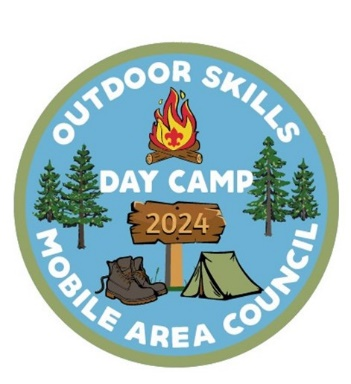 OUTDOOR SKILLS
DAY CAMP
2024
MOBILE AREA COUNCIL